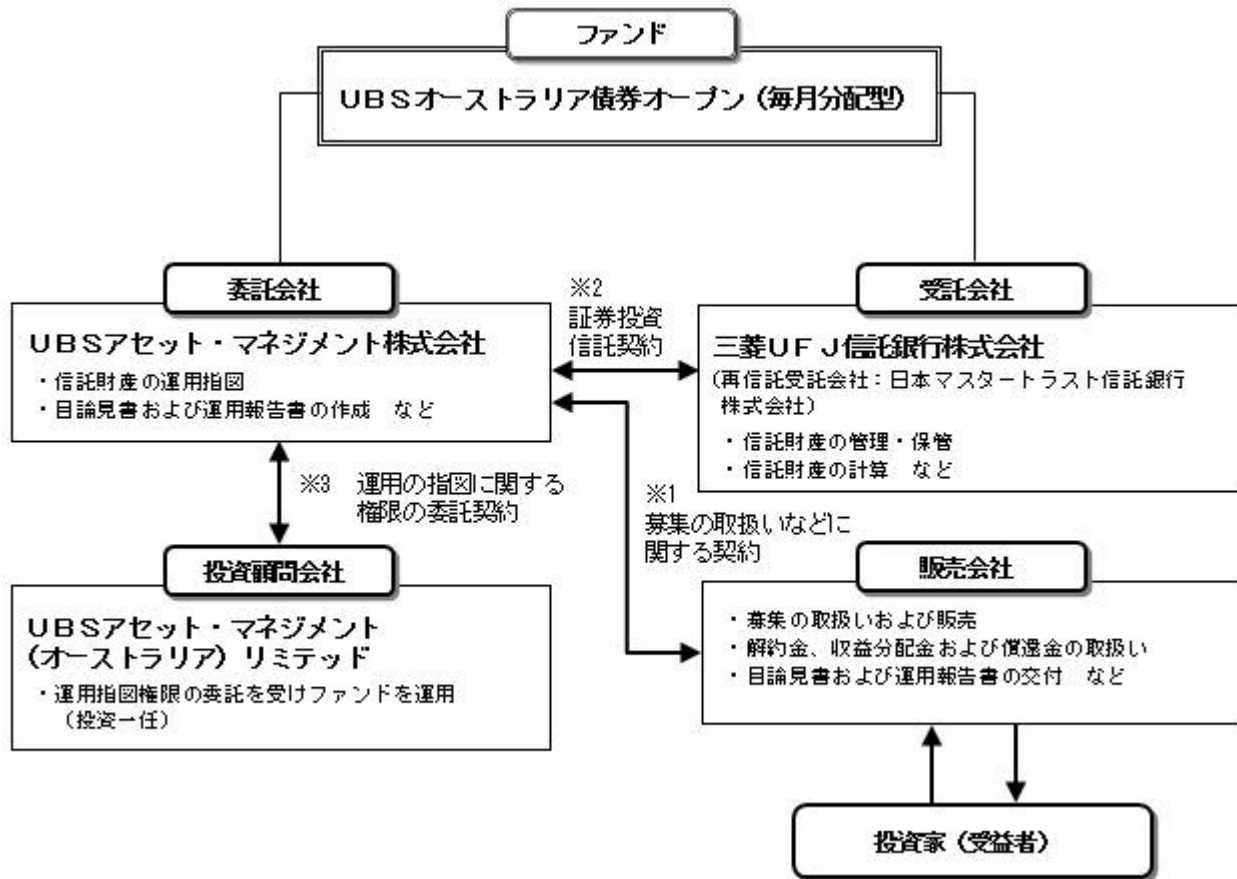 ファンド
UBSオーストラリア債券オープン（毎月分配型）
委託会社
UBSアセット・マネジメント株式会社
・信託財産の運用指図
・目論見書および運用報告書の作成　など
※2
証券投資
信託契約
受託会社
三菱UFJ信託銀行株式会社
（再信託受託会社：日本マスタートラスト信託銀行
株式会社）
・信託財産の管理・保管
・信託財産の計算　など
※3　運用の指図に関する
権限の委託契約
※1
募集の取扱いなどに
関する契約
投資顧問会社
UBSアセット・マネジメント
（オーストラリア）リミテッド
・運用指図権限の委託を受けファンドを運用
（投資一任）
販売会社
・募集の取扱いおよび販売
・解約金、収益分配金および償還金の取扱い
・目論見書および運用報告書の交付　など
投資家（受益者）